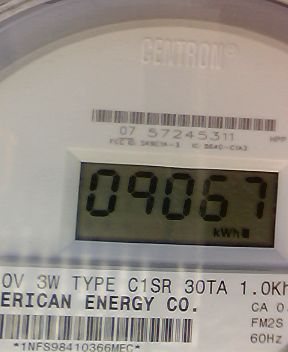 CENTRON®
07 57245311
09067
kWh
0V 3W TYPE C1SR 30TA 1.0Kh
ERICAN ENERGY CO.
CA 0.
FM2S
60Hz
*1NFS98410366MEC*